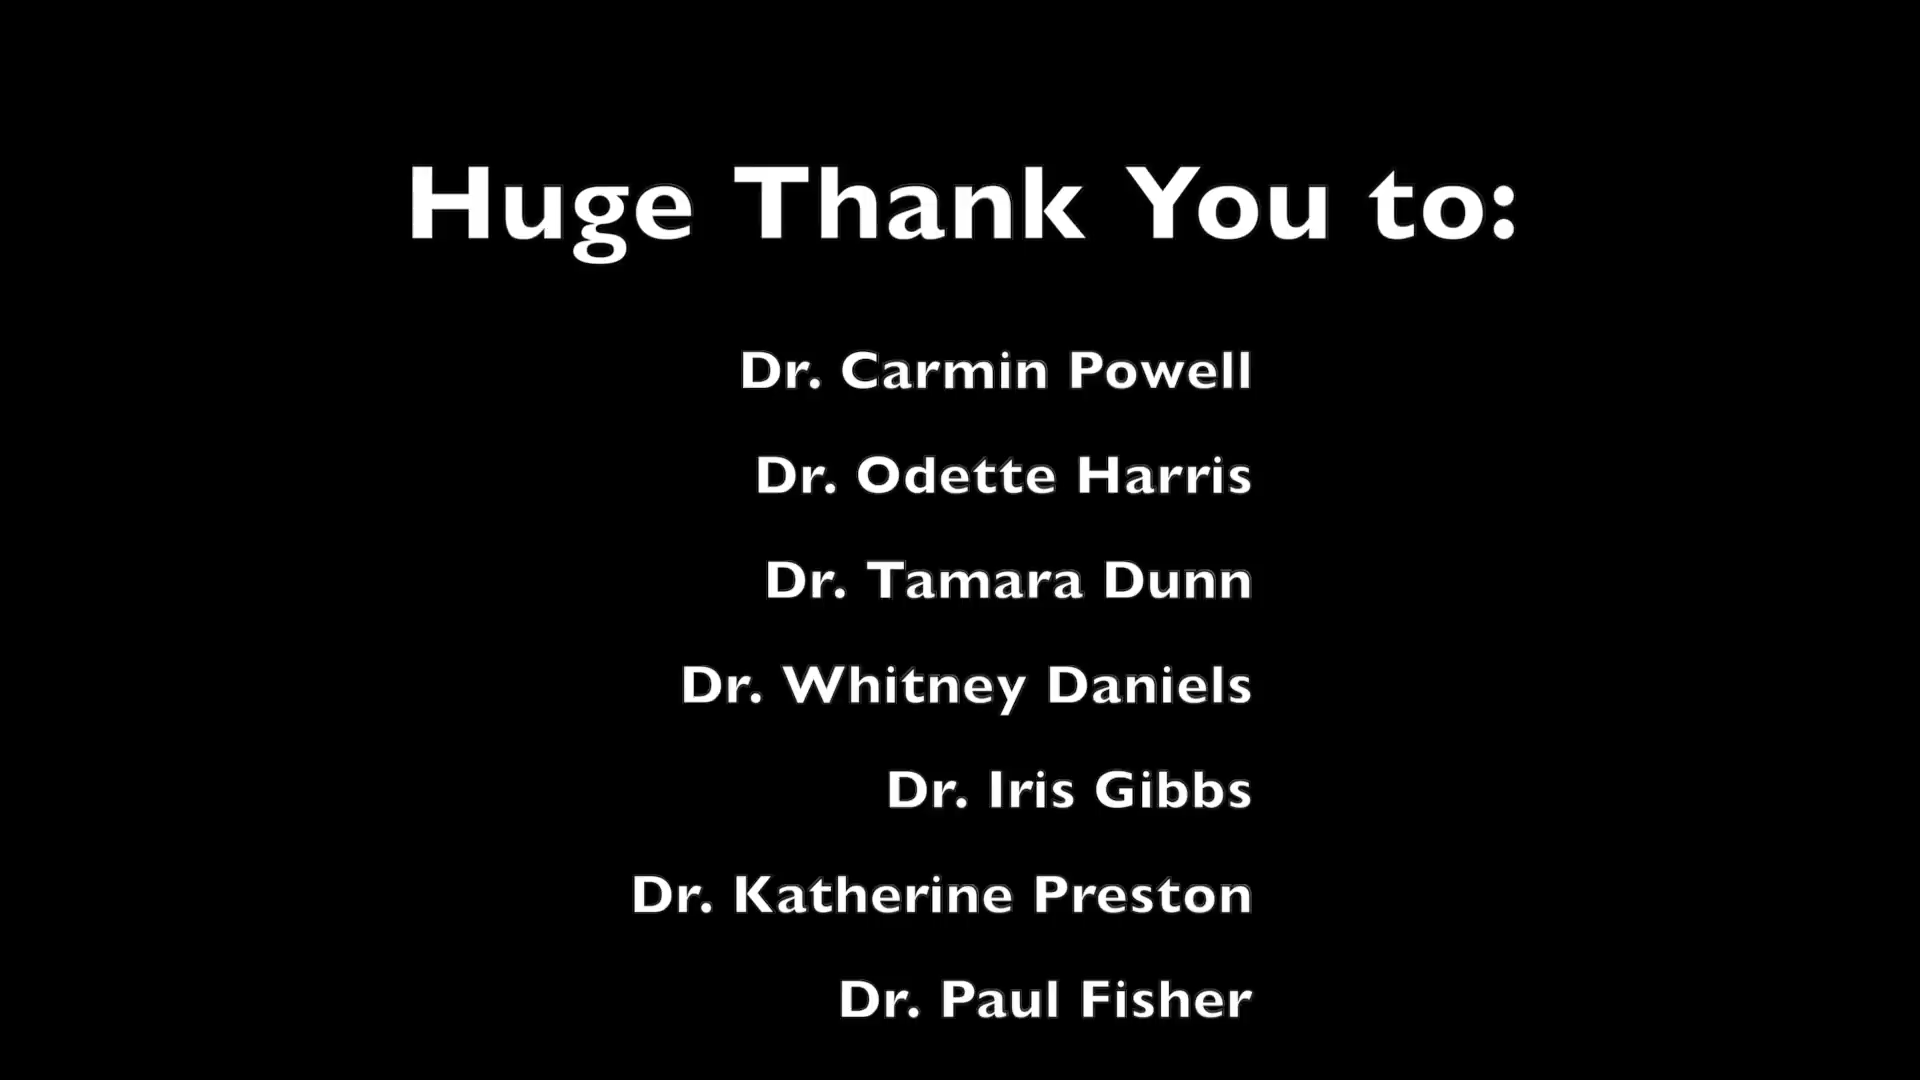 Huge Thank You to:
Dr. Carmin Powell
Dr. Odette Harris
Dr. Tamara Dunn
Dr. Whitney Daniels
Dr. Iris Gibbs
Dr. Katherine Preston
Dr. Paul Fisher